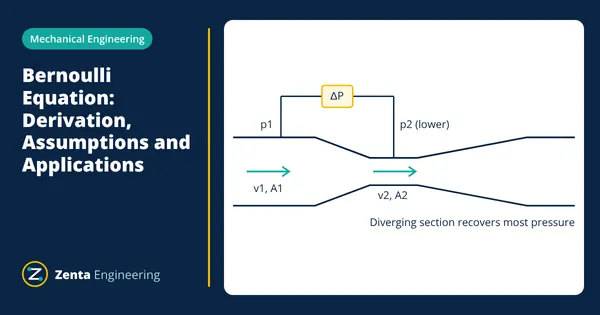 Mechanical Engineering
Bernoulli
Equation:
Derivation,
Assumptions and
Applications
Zenta Engineering
ΔP
p1
p2 (lower)
v1, A1
v2, A2
Diverging section recovers most pressure